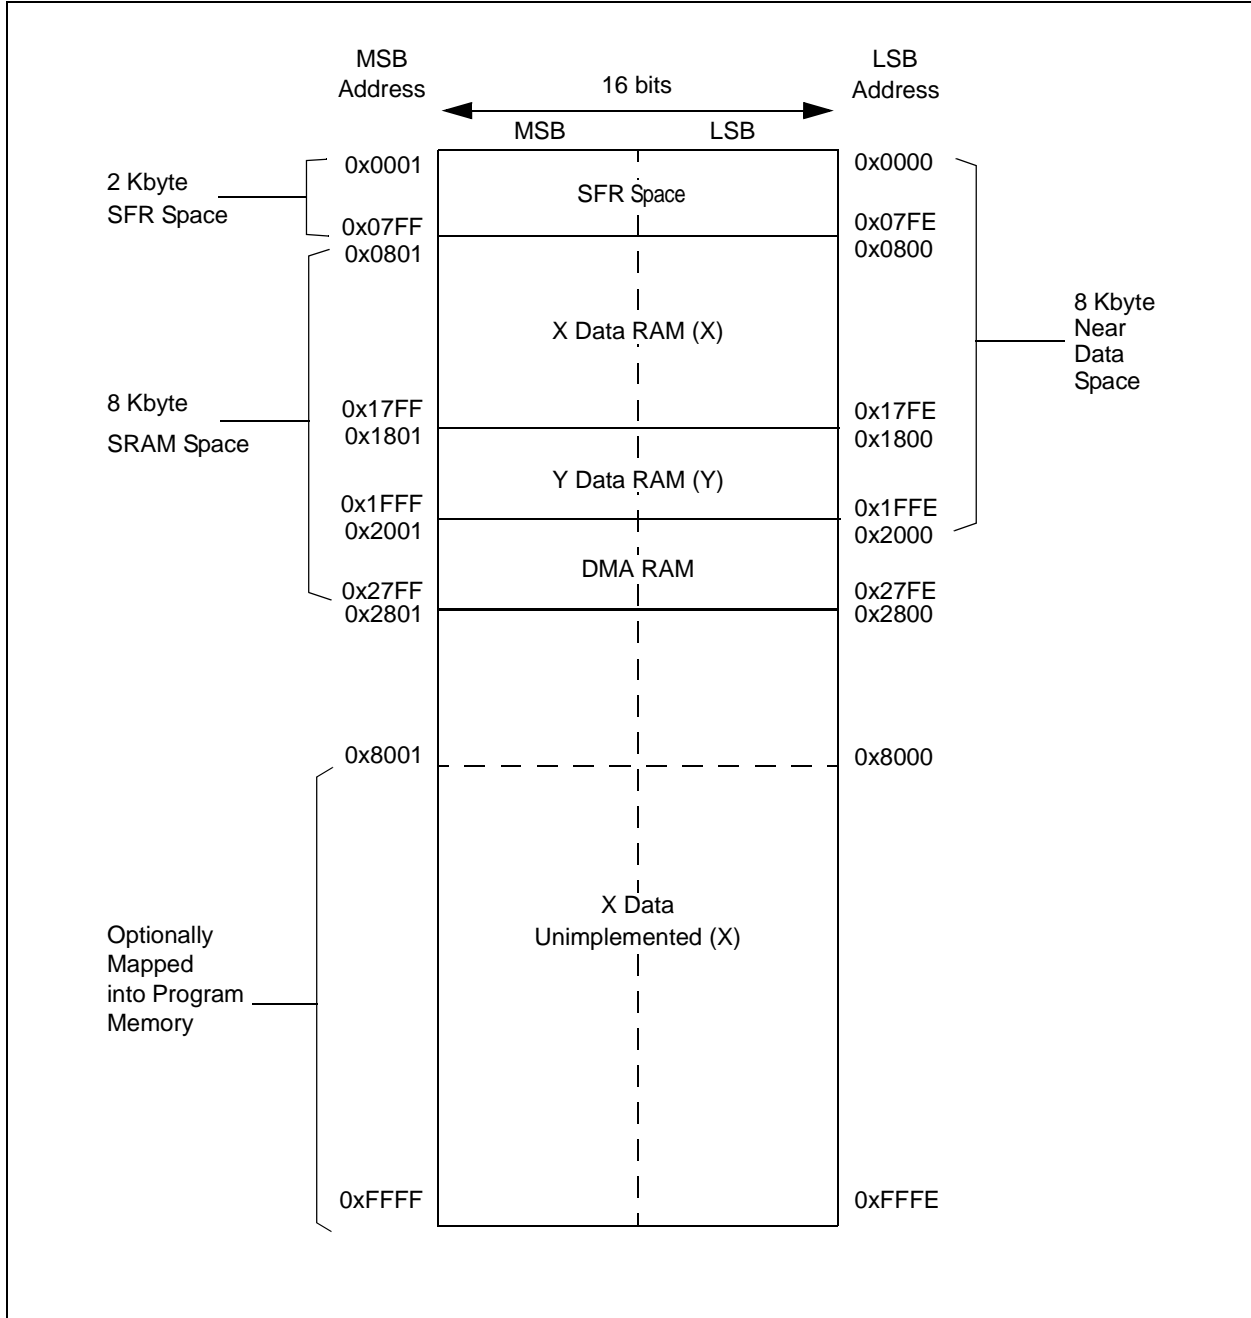 MSB
Address
LSB
Address
16 bits
MSB
LSB
0x0001
0x0000
2 Kbyte
SFR Space
SFR Space
0x07FF
0x07FE
0x0801
0x0800
X Data RAM (X)
8 Kbyte
Near
Data
Space
8 Kbyte
SRAM Space
0x17FF
0x17FE
0x1801
0x1800
Y Data RAM (Y)
0x1FFF
0x1FFE
0x2001
0x2000
DMA RAM
0x27FF
0x27FE
0x2801
0x2800
0x8001
0x8000
X Data
Unimplemented (X)
Optionally
Mapped
into Program
Memory
0xFFFF
0xFFFE